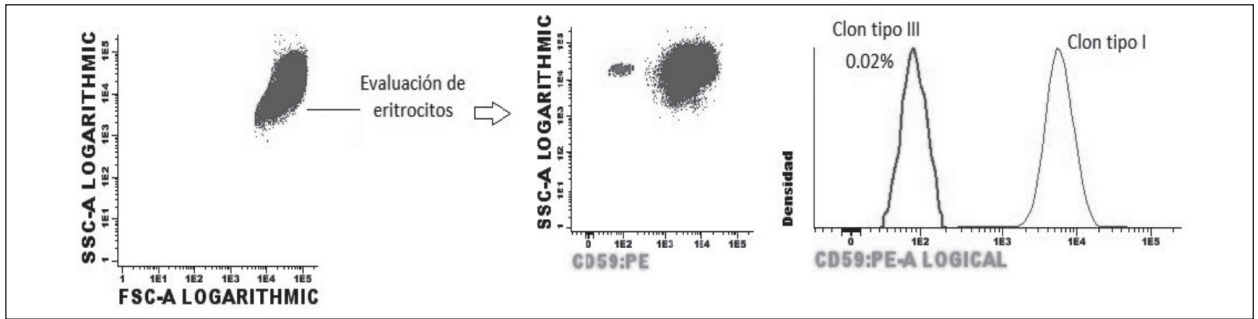 SSC-A LOGARITHMIC
1E5
1E4
1E3
1E2
1E1
1
1 1E1 1E2 1E3 1E4 1E5
FSC-A LOGARITHMIC
Evaluación de
eritrocitos
SSC-A LOGARITHMIC
1E5
1E4
1E3
1E2
1E1
1
0 1E2 1E3 1E4 1E5
CD59:PE
Clon tipo III
0.02%
Clon tipo I
Densidad
0 1E2 1E3 1E4 1E5
CD59:PE-A LOGICAL